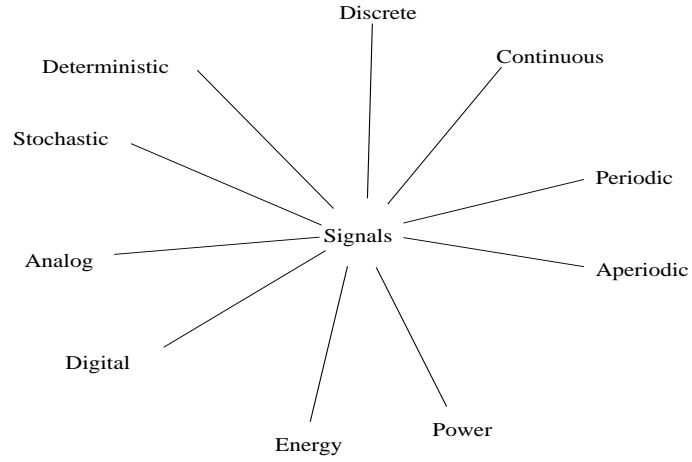 Discrete
Continuous
Deterministic
Stochastic
Periodic
Signals
Analog
Aperiodic
Digital
Energy
Power